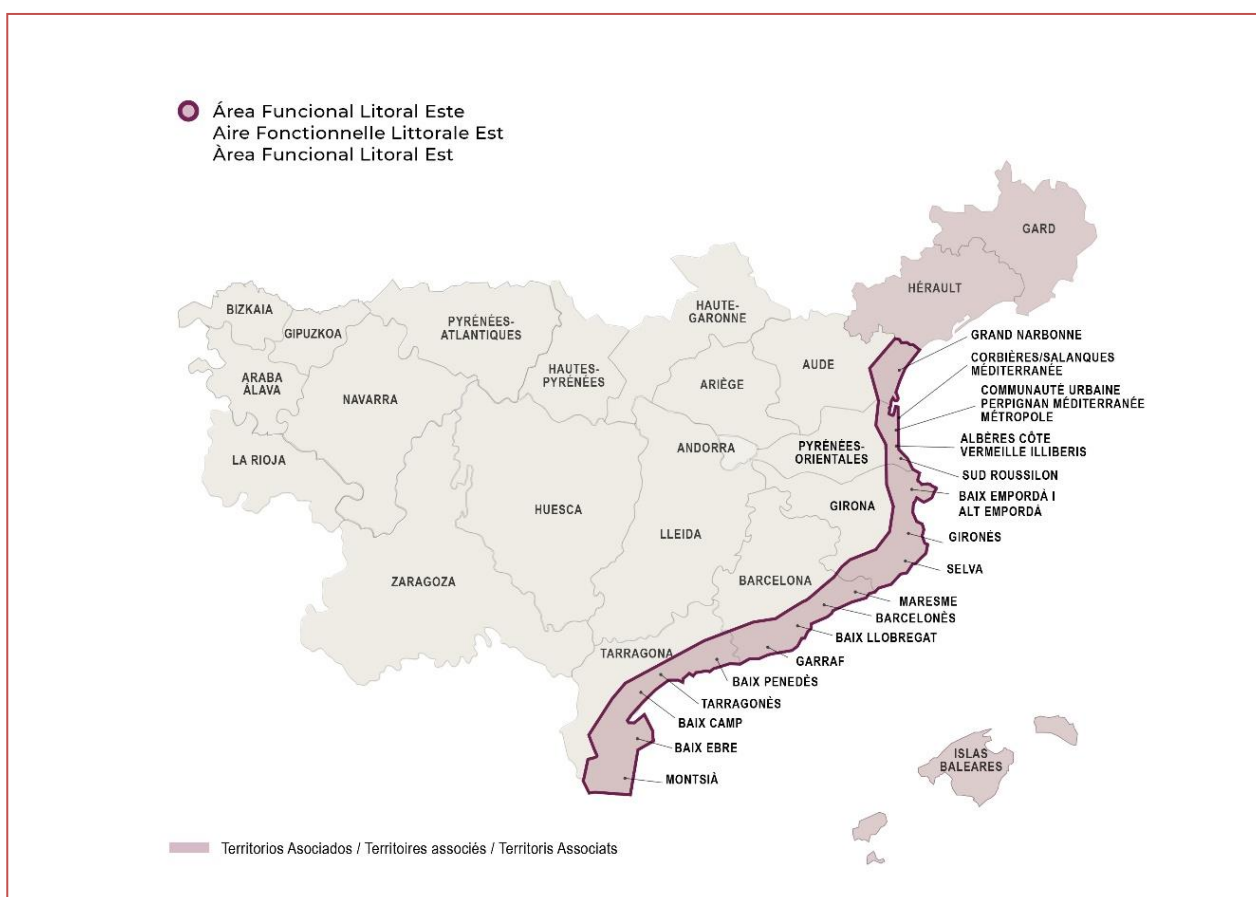 Área Funcional Litoral Este
Aire Fonctionnelle Littorale Est
Àrea Funcional Litoral Est
GARD
HÉRAULT
BIZKAIA
GIPUZKOA
PYRÉNÉES-
ATLANTIQUES
HAUTE-
GARONNE
GRAND NARBONNE
CORBIÈRES/SALANQUES
MÉDITERRANÉE
AUDE
HAUTES-
PYRÉNÉES
ARIÈGE
ARABA
ÁLAVA
NAVARRA
COMMUNAUTÉ URBAINE
PERPIGNAN MÉDITERRANÉE
MÉTROPOLE
ALBÈRES CÔTE
VERMEILLE ILLIBERIS
ANDORRA
PYRÉNÉES-
ORIENTALES
LA RIOJA
SUD ROUSSILON
BAIX EMPORDÀ I
ALT EMPORDÀ
HUESCA
GIRONA
LLEIDA
GIRONÈS
SELVA
ZARAGOZA
BARCELONA
MARESME
BARCELONÈS
BAIX LLOBREGAT
TARRAGONA
GARRAF
BAIX PENEDÈS
TARRAGONÈS
BAIX CAMP
BAIX EBRE
MONTSIÀ
ISLAS
BALEARES
Territorios Asociados / Territoires associés / Territoris Associats